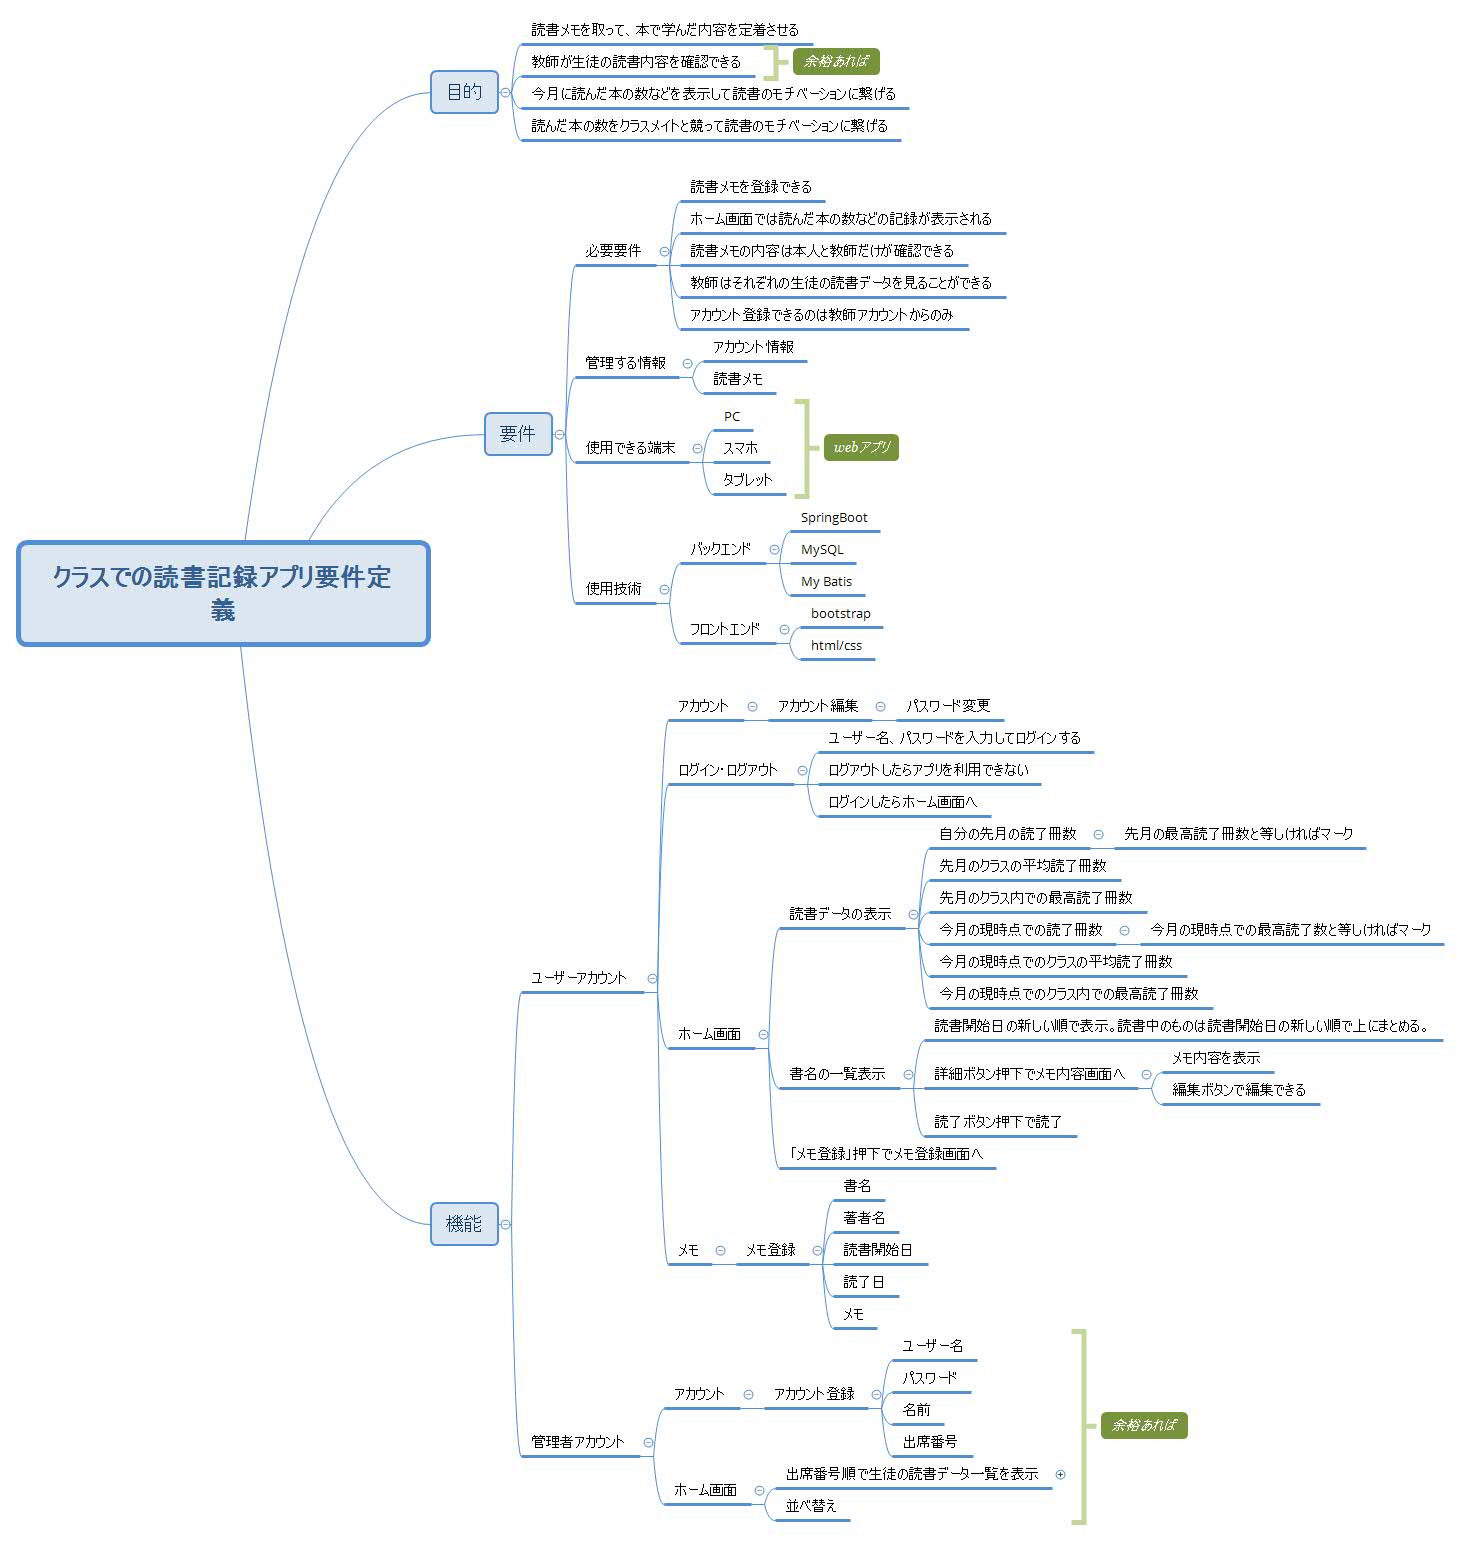 読書メモを取って、本で学んだ内容を定着させる
教師が生徒の読書内容を確認できる
余裕あれば
目的
今月に読んだ本の数などを表示して読書のモチベーションに繋げる
読んだ本の数をクラスメイトと競って読書のモチベーションに繋げる
読書メモを登録できる
ホーム画面では読んだ本の数などの記録が表示される
必要要件
読書メモの内容は本人と教師だけが確認できる
教師はそれぞれの生徒の読書データを見ることができる
アカウント登録できるのは教師アカウントからのみ
アカウント情報
管理する情報
読書メモ
PC
要件
使用できる端末
スマホ
webアプリ
タブレット
SpringBoot
バックエンド
MySQL
My Batis
使用技術
bootstrap
フロントエンド
html/css
クラスでの読書記録アプリ要件定
義
アカウント
アカウント編集
パスワード変更
ユーザー名、パスワードを入力してログインする
ログイン・ログアウト
ログアウトしたらアプリを利用できない
ログインしたらホーム画面へ
自分の先月の読了冊数
先月の最高読了冊数と等しければマーク
先月のクラスの平均読了冊数
先月のクラス内での最高読了冊数
読書データの表示
今月の現時点での読了冊数
今月の現時点での最高読了数と等しければマーク
今月の現時点でのクラスの平均読了冊数
今月の現時点でのクラス内での最高読了冊数
ユーザーアカウント
ホーム画面
読書開始日の新しい順で表示。読書中のものは読書開始日の新しい順で上にまとめる。
書名の一覧表示
詳細ボタン押下でメモ内容画面へ
メモ内容を表示
編集ボタンで編集できる
読了ボタン押下で読了
「メモ登録」押下でメモ登録画面へ
機能
書名
著者名
メモ
メモ登録
読書開始日
読了日
メモ
ユーザー名
アカウント
アカウント登録
パスワード
名前
出席番号
余裕あれば
管理者アカウント
出席番号順で生徒の読書データ一覧を表示
ホーム画面
並べ替え